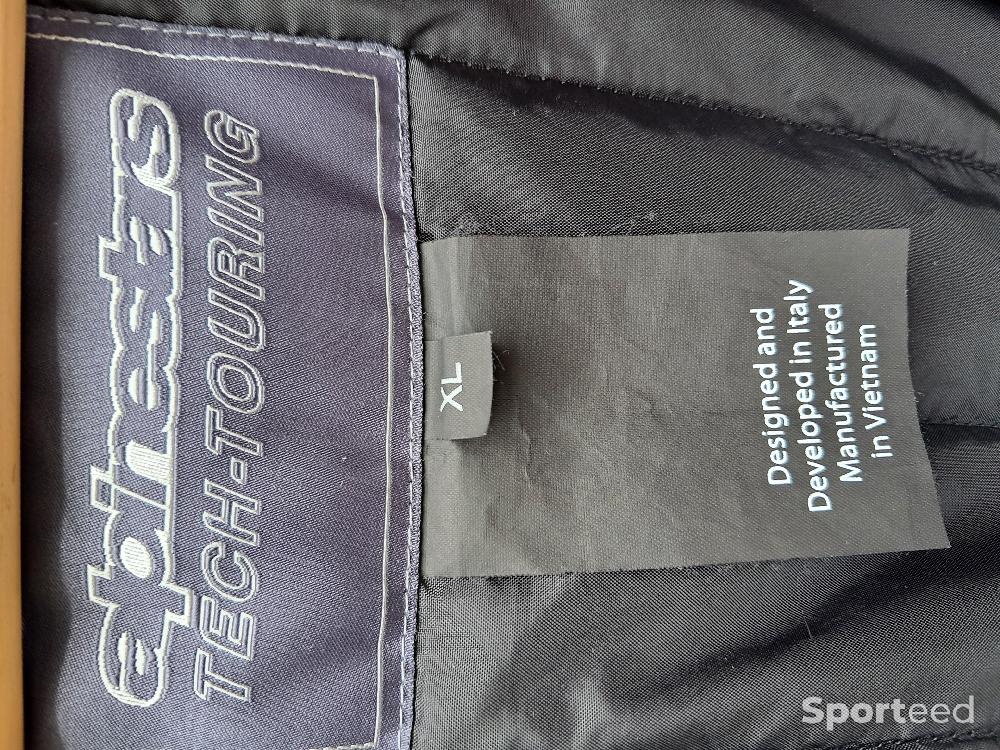 alpinestars
TECH-TOURING
XL
Designed and
Developed in Italy
Manufactured
in Vietnam
Sporteed